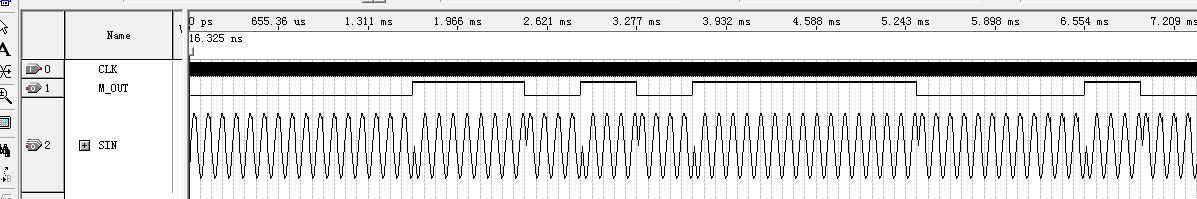 0 ps 655.36 us 1.311 ms 1.966 ms 2.621 ms 3.277 ms 3.932 ms 4.588 ms 5.243 ms 5.898 ms 6.554 ms 7.209 ms
Name
16.325 ns
0 CLK
1 M_OUT
2 SIN